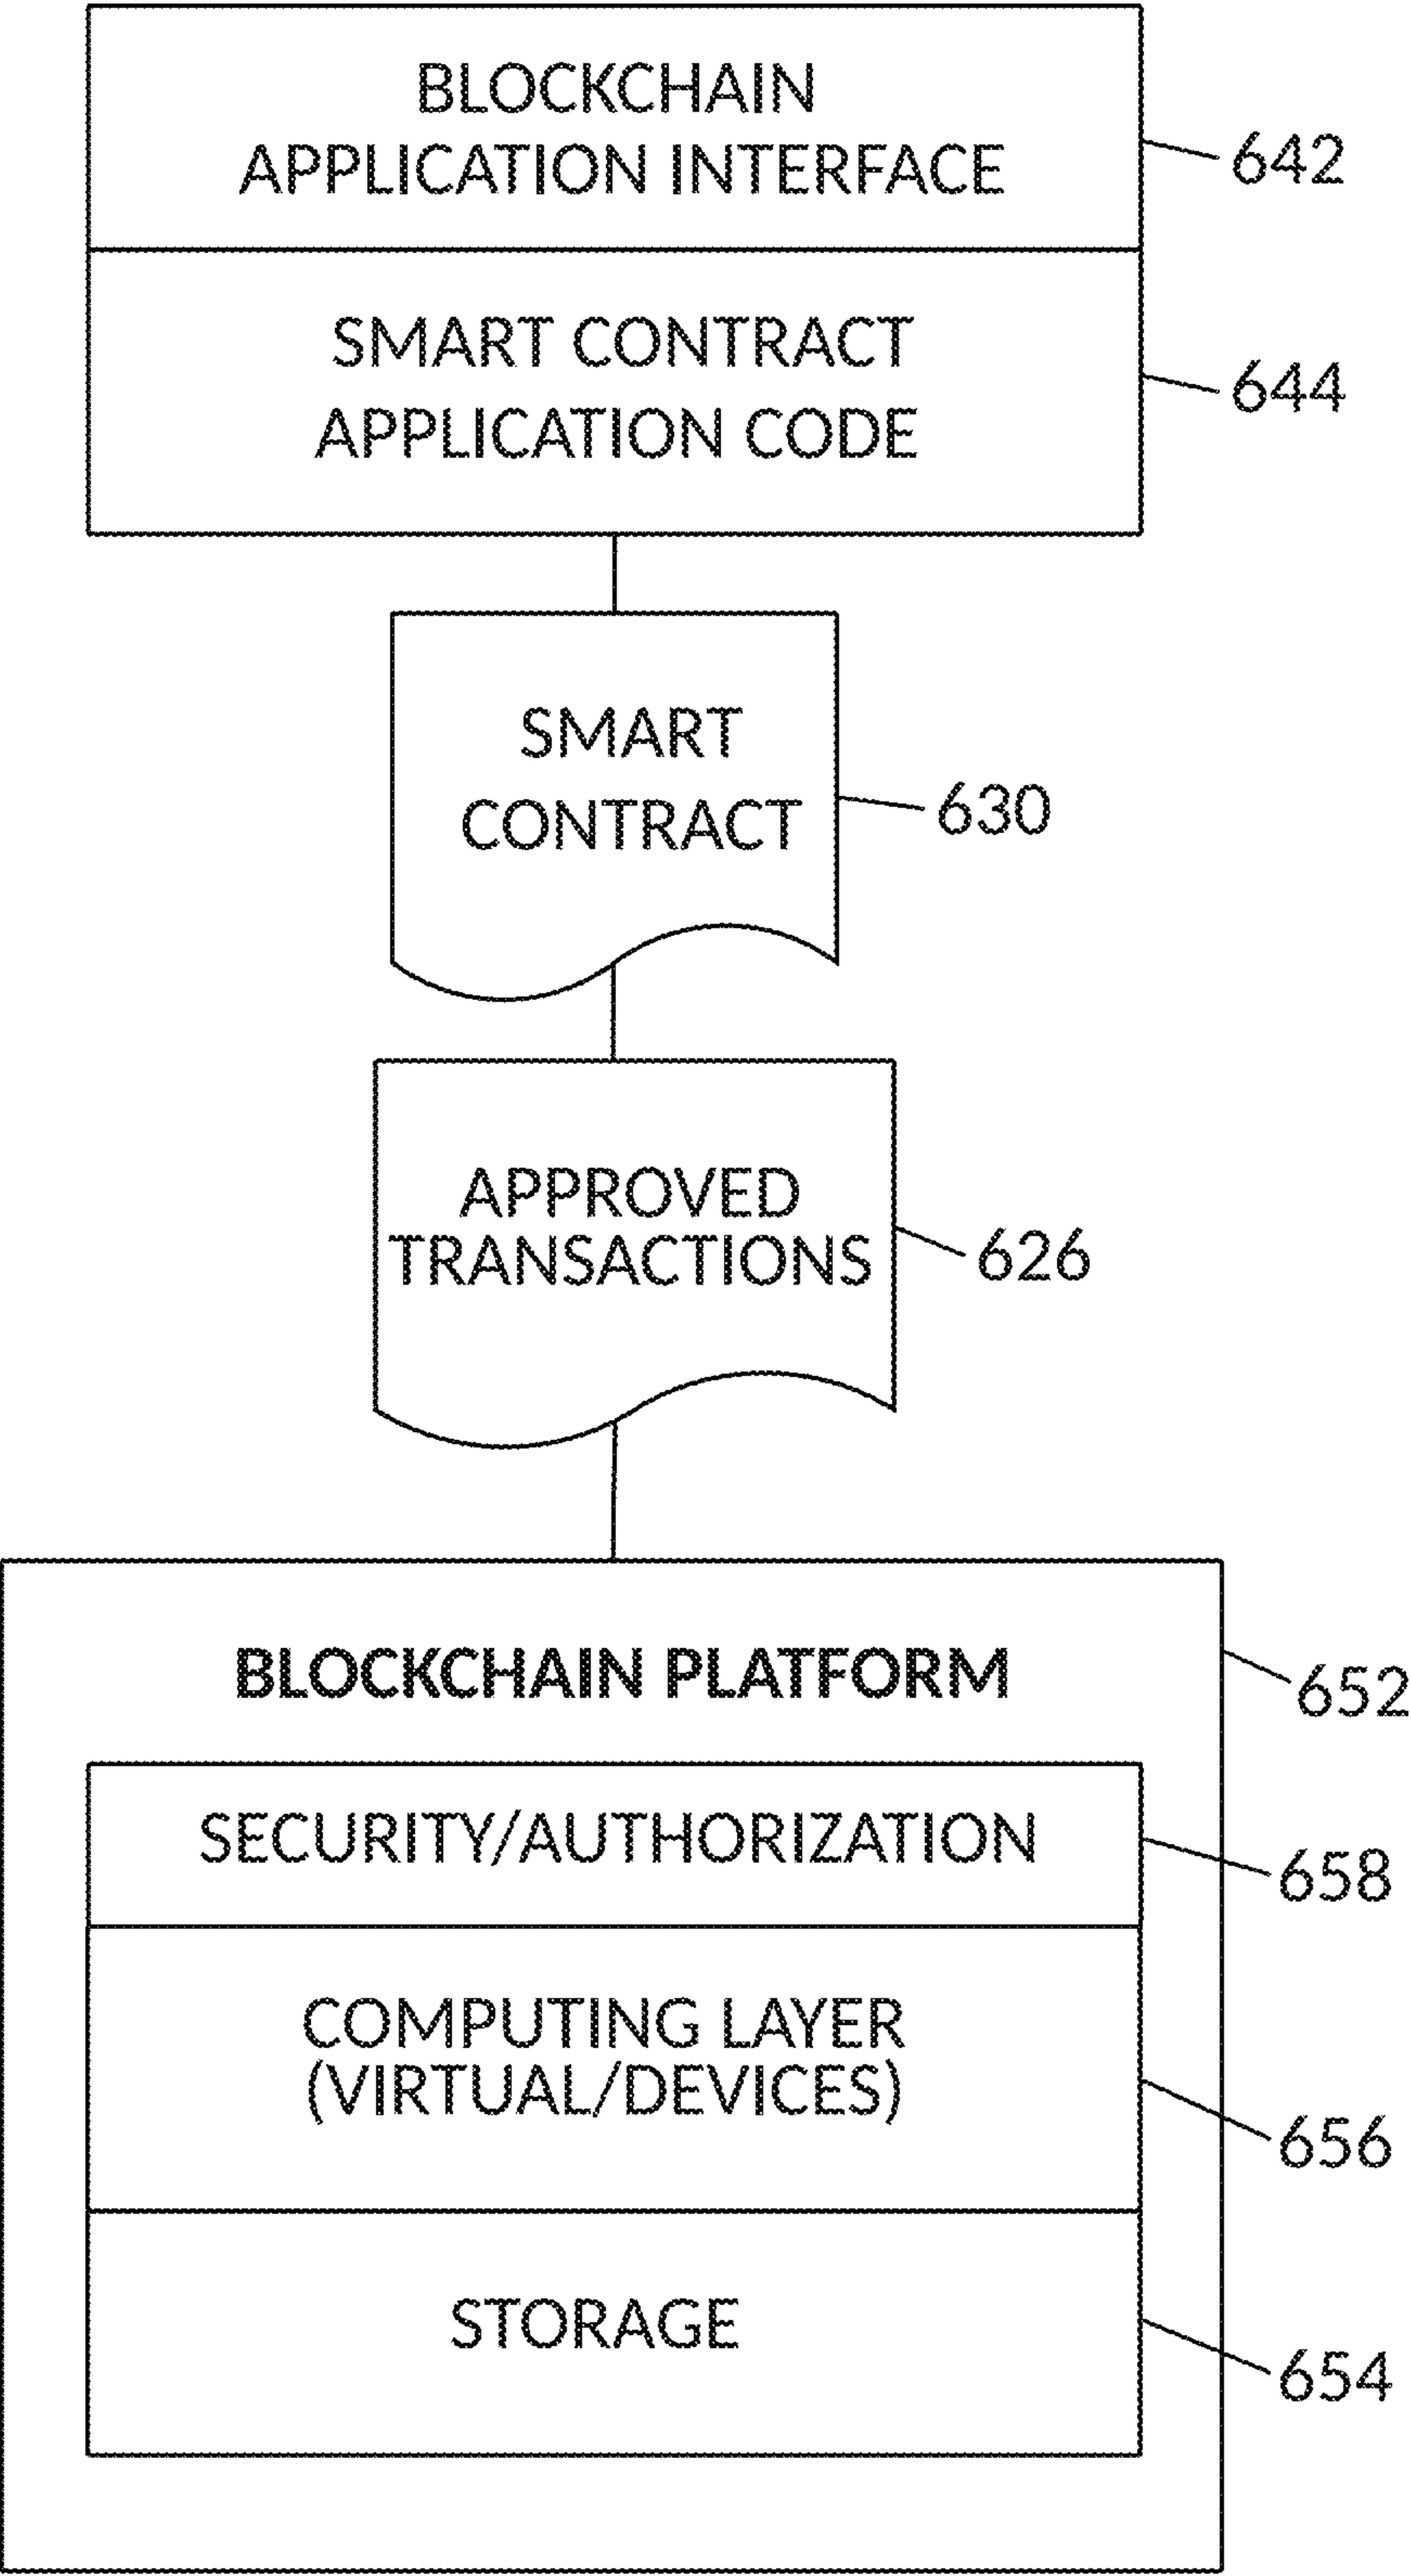 BLOCKCHAIN
APPLICATION INTERFACE
642
SMART CONTRACT
APPLICATION CODE
644
SMART
CONTRACT
630
APPROVED
TRANSACTIONS
626
BLOCKCHAIN PLATFORM
652
SECURITY/AUTHORIZATION
658
COMPUTING LAYER
(VIRTUAL/DEVICES)
656
STORAGE
654